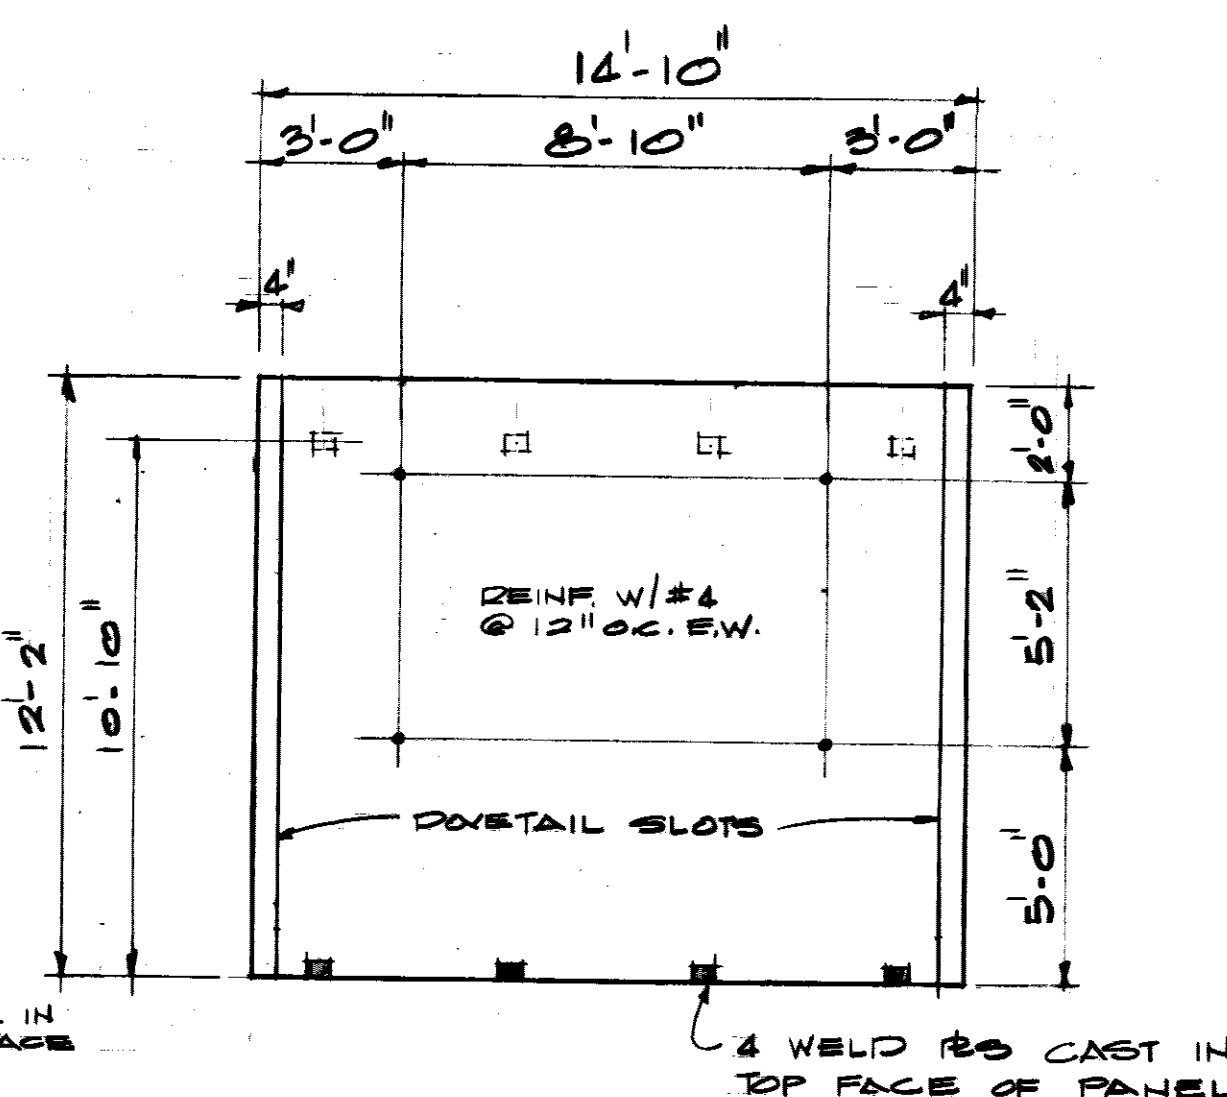 14'-10"
3'-0" 8'-10" 3'-0"
4" 4"
2'-0"
REINF. W/#4
@ 12" O.C. E.W.
5'-2"
12'-2"
10'-10"
DOVETAIL SLOTS
5'-0"
IN
4 WELD PLS CAST IN
TOP FACE OF PANEL